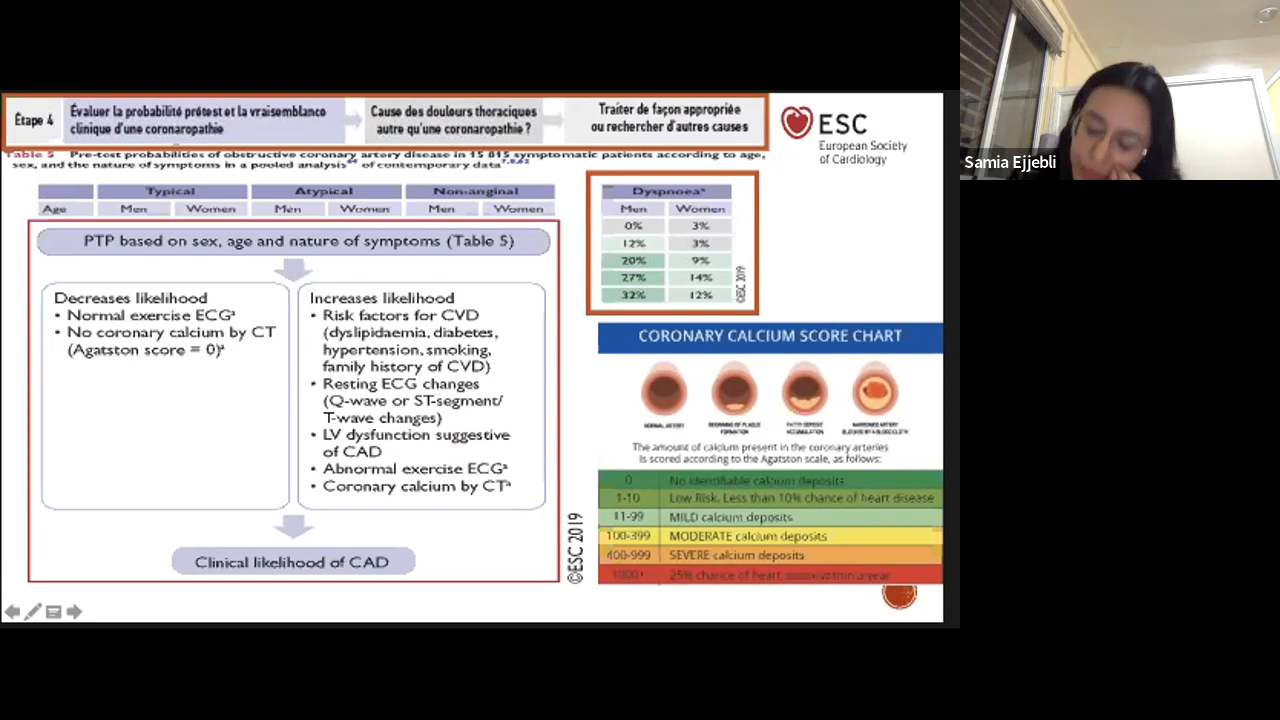 Étape 4
Évaluer la probabilité prétest et la vraisemblance
clinique d'une coronaropathie
Cause des douleurs thoraciques
autre qu'une coronaropathie ?
Traiter de façon appropriée
ou rechercher d'autres causes
ESC
European Society
of Cardiology
Samia Ejjebli
Table 5 Pre-test probabilities of obstructive coronary artery disease in 15 815 symptomatic patients according to age,
sex, and the nature of symptoms in a pooled analysis of contemporary data
Typical Atypical Non-anginal
Age Men Women Men Women Men Women
Dyspnoeaᵃ
Men Women
0% 3%
12% 3%
20% 9%
27% 14%
32% 12%
©ESC 2019
PTP based on sex, age and nature of symptoms (Table 5)
Decreases likelihood
• Normal exercise ECGᵃ
• No coronary calcium by CT
(Agatston score = 0)ᵃ
Increases likelihood
• Risk factors for CVD
(dyslipidaemia, diabetes,
hypertension, smoking,
family history of CVD)
• Resting ECG changes
(Q-wave or ST-segment/
T-wave changes)
• LV dysfunction suggestive
of CAD
• Abnormal exercise ECGᵃ
• Coronary calcium by CTᵃ
Clinical likelihood of CAD
©ESC 2019
CORONARY CALCIUM SCORE CHART
NORMAL ARTERY
BEGINNING OF PLAQUE
FORMATION
FATTY DEPOSIT
ACCUMULATION
NARROWED ARTERY
BLOCKED BY A BLOOD CLOT
The amount of calcium present in the coronary arteries
is scored according to the Agatston scale, as follows:
0 No identifiable calcium deposits
1-10 Low Risk, Less than 10% chance of heart disease
11-99 MILD calcium deposits
100-399 MODERATE calcium deposits
400-999 SEVERE calcium deposits
1000+ 25% chance of heart within a year